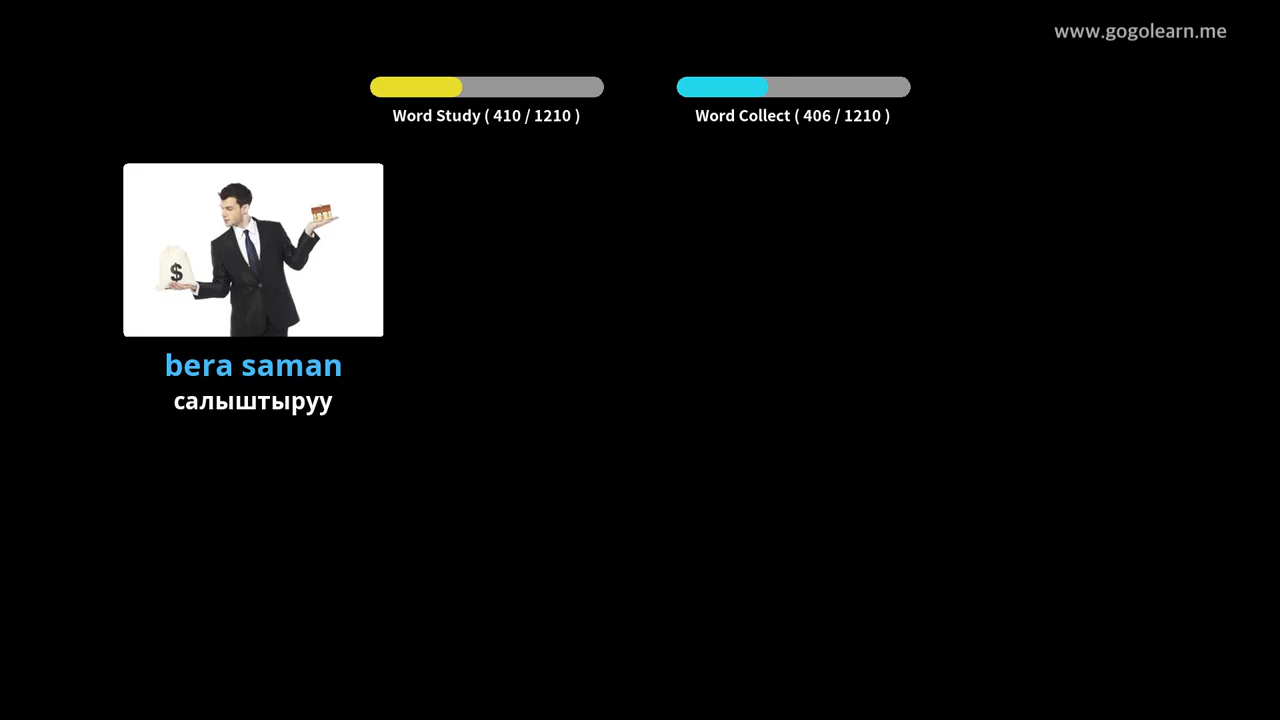 www.gogolearn.me
Word Study ( 410 / 1210 )
Word Collect ( 406 / 1210 )
$
bera saman
салыштыруу